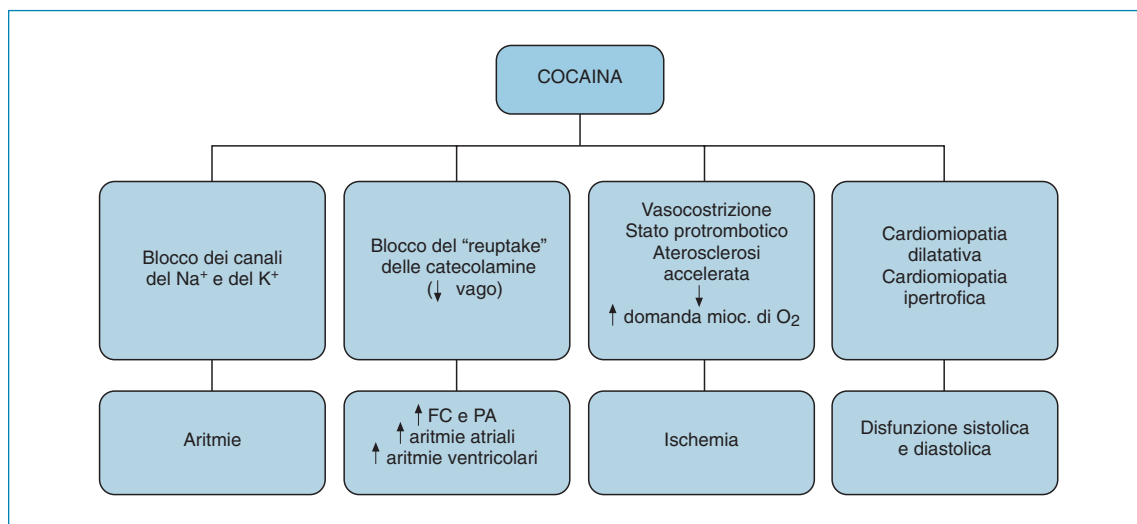 COCAINA
Blocco dei canali
del Na⁺ e del K⁺
Blocco del “reuptake”
delle catecolamine
(↓ vago)
Vasocostrizione
Stato protrombotico
Aterosclerosi
accelerata
↓
↑ domanda mioc. di O₂
Cardiomiopatia
dilatativa
Cardiomiopatia
ipertrofica
Aritmie
↑ FC e PA
↑ aritmie atriali
↑ aritmie ventricolari
Ischemia
Disfunzione sistolica
e diastolica